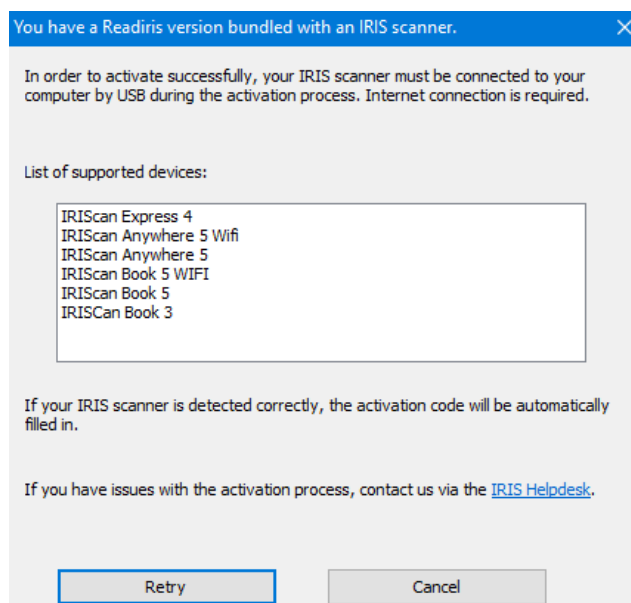 You have a Readiris version bundled with an IRIS scanner.
In order to activate successfully, your IRIS scanner must be connected to your
computer by USB during the activation process. Internet connection is required.
List of supported devices:
IRIScan Express 4
IRIScan Anywhere 5 Wifi
IRIScan Anywhere 5
IRIScan Book 5 WIFI
IRIScan Book 5
IRISCan Book 3
If your IRIS scanner is detected correctly, the activation code will be automatically
filled in.
If you have issues with the activation process, contact us via the IRIS Helpdesk.
Retry
Cancel